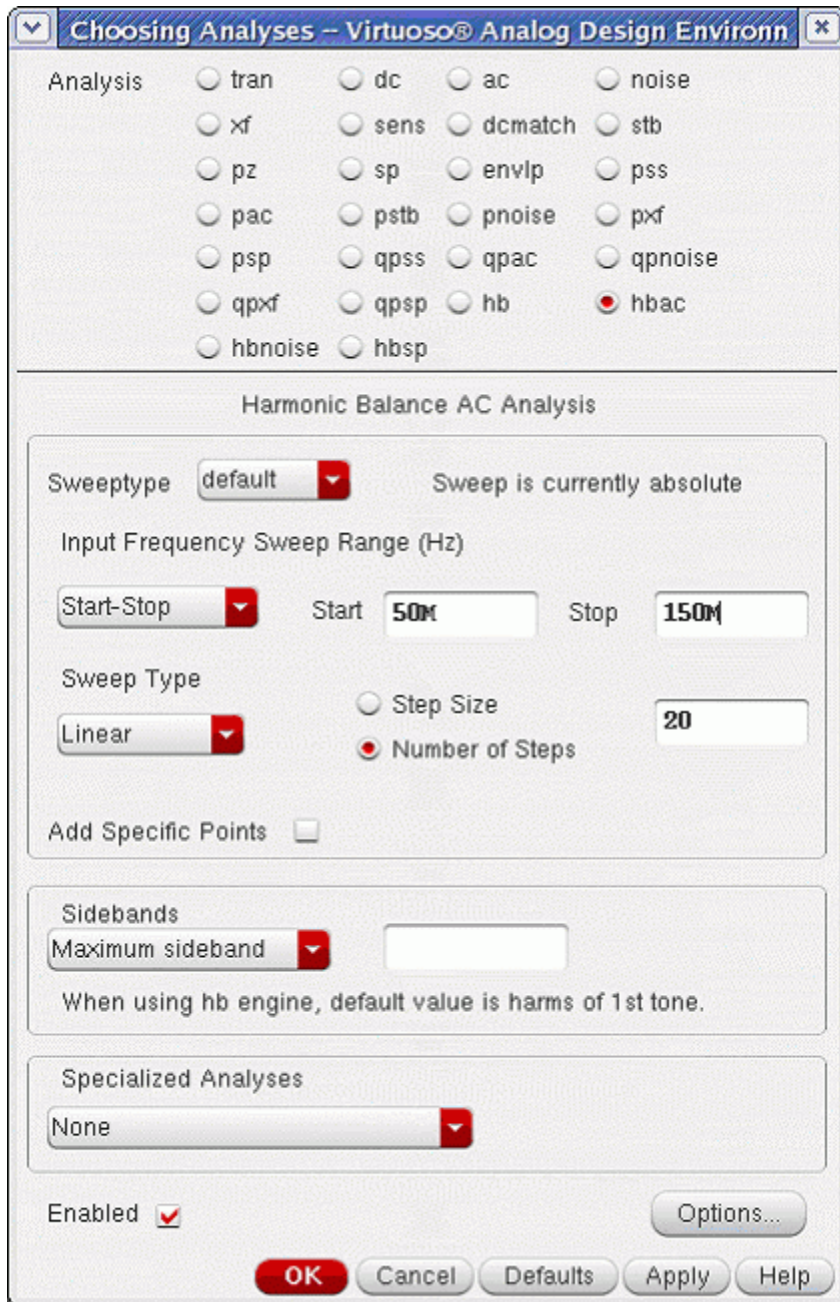 Choosing Analyses -- Virtuoso® Analog Design Environn
Analysis tran dc ac noise
xf sens dcmatch stb
pz sp envlp pss
pac pstb pnoise pxf
psp qpss qpac qpnoise
qpxf qpsp hb hbac
hbnoise hbsp
Harmonic Balance AC Analysis
Sweeptype default Sweep is currently absolute
Input Frequency Sweep Range (Hz)
Start-Stop Start 50M Stop 150M
Sweep Type
Step Size
Linear 20
Number of Steps
Add Specific Points
Sidebands
Maximum sideband
When using hb engine, default value is harms of 1st tone.
Specialized Analyses
None
Enabled Options...
OK Cancel Defaults Apply Help